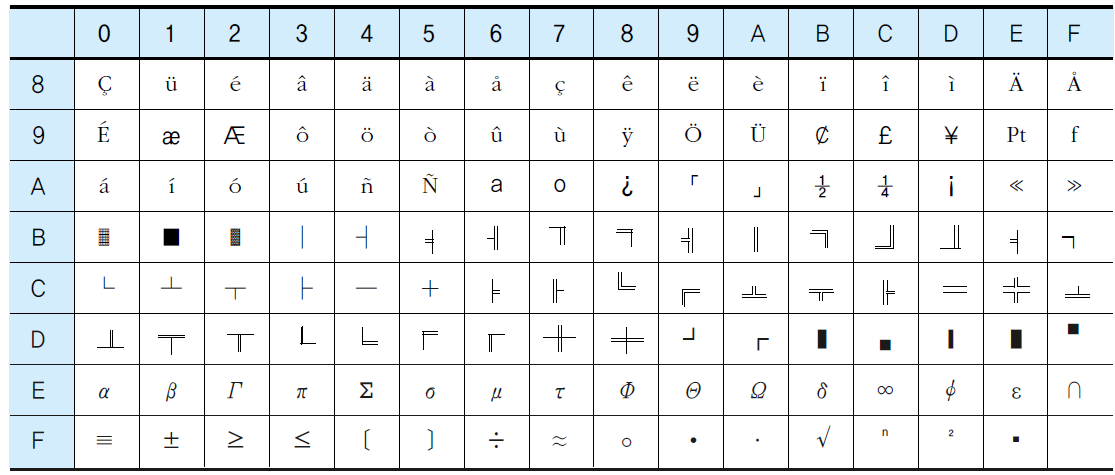 0 1 2 3 4 5 6 7 8 9 A B C D E F
8 Ç ü é â ä à å ç ê ë è ï î ì Ä Å
9 É æ Æ ô ö ò û ù ÿ Ö Ü ₡ £ ¥ Pt f
A á í ó ú ñ Ñ a o ¿ ⌜ ⌟ ½ ¼ ¡ ≪ ≫
B ▒ ■ ▓ │ ┤ ╡ ╢ ╖ ╕ ╣ ║ ╗ ╝ ╜ ╡ ┐
C └ ┴ ┬ ├ ─ ┼ ╞ ╟ ╚ ╔ ╩ ╦ ╠ ═ ╬ ╧
D ╨ ╤ ╥ ╙ ╘ ╒ ╓ ╫ ╪ ┘ ┌ █ ▄ ▌ ▐ ▀
E α β Γ π Σ σ μ τ Φ Θ Ω δ ∞ ϕ ε ∩
F ≡ ± ≥ ≤ ( ) ÷ ≈ ○ • · √ ⁿ ² ▪